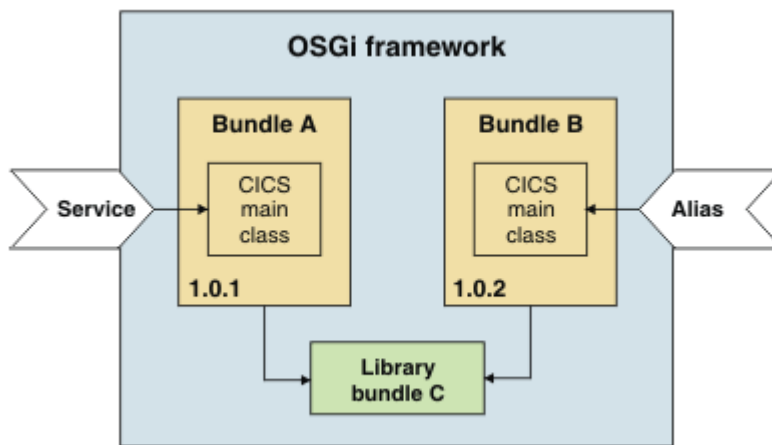 OSGi framework
Bundle A
Bundle B
CICS
main
class
CICS
main
class
Service
Alias
1.0.1
1.0.2
Library
bundle C